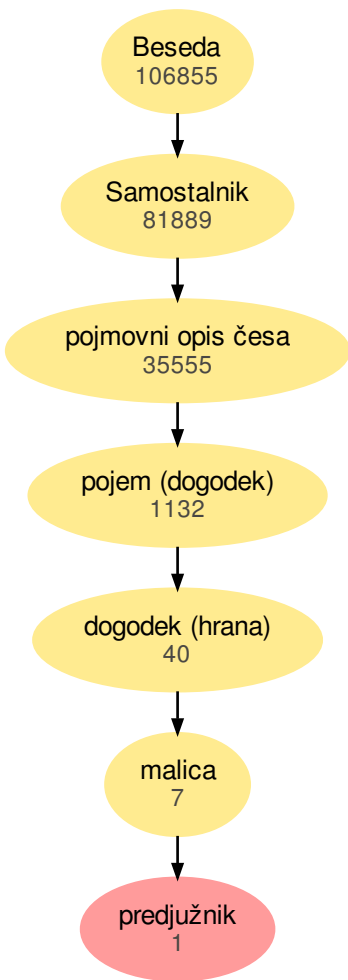 Beseda
106855
Samostalnik
81889
pojmovni opis česa
35555
pojem (dogodek)
1132
dogodek (hrana)
40
malica
7
predjužnik
1